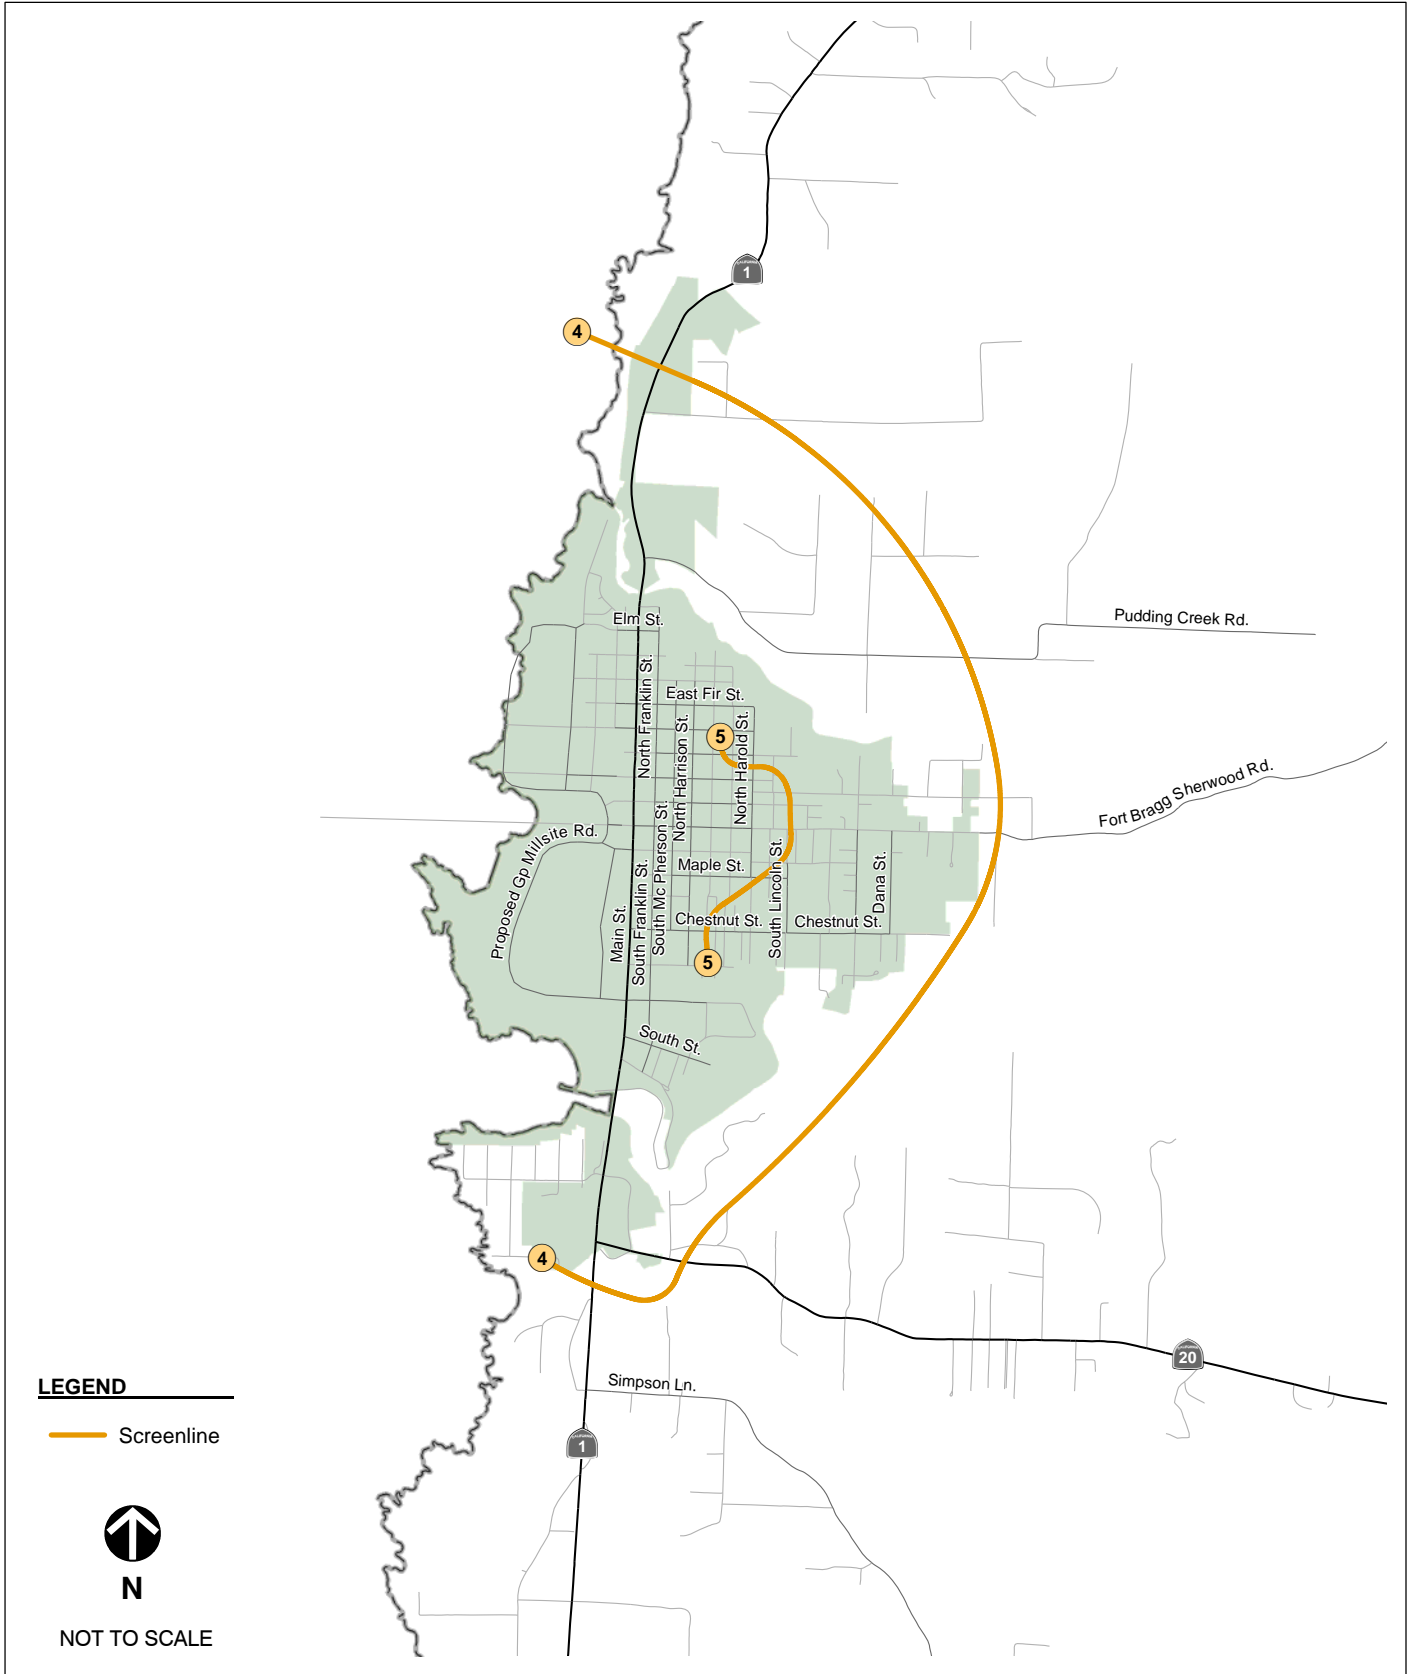 CALIFORNIA
1
4
Pudding Creek Rd.
Elm St.
North Franklin St.
East Fir St.
North Harrison St.
North Harold St.
5
Fort Bragg Sherwood Rd.
Proposed Gp Millsite Rd.
South Mc Pherson St.
Maple St.
South Lincoln St.
Dana St.
Main St.
South Franklin St.
Chestnut St.
Chestnut St.
5
South St.
4
CALIFORNIA
20
Simpson Ln.
CALIFORNIA
1
LEGEND
Screenline
N
NOT TO SCALE